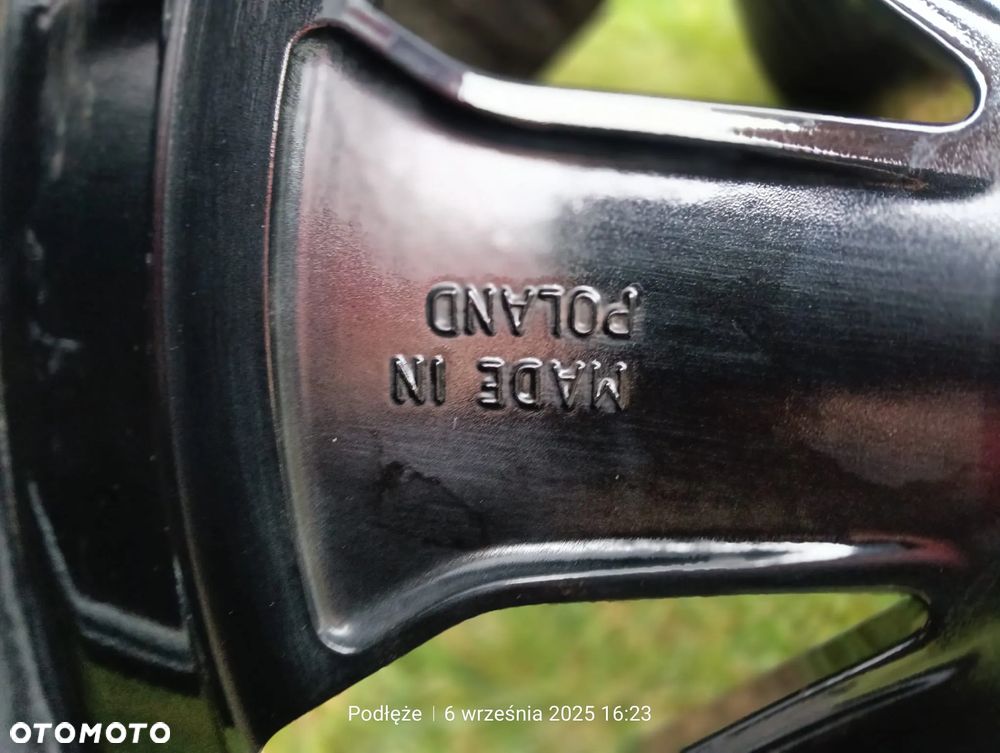 MADE IN
POLAND
Podłęże | 6 września 2025 16:23
OTOMOTO